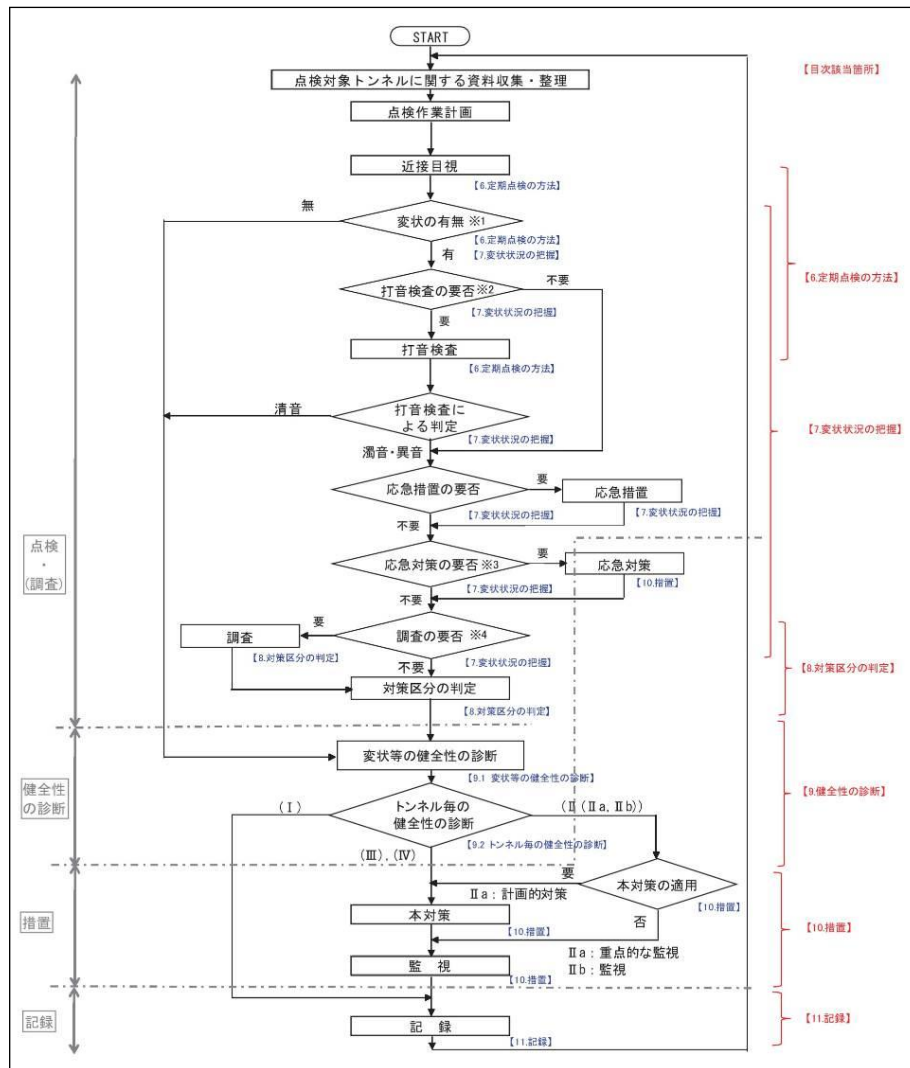 START
【目次該当箇所】
点検対象トンネルに関する資料収集・整理
点検作業計画
近接目視
【6.定期点検の方法】
無
変状の有無 ※1
【6.定期点検の方法】
【7.変状状況の把握】
有
打音検査の要否※2
不要
【6.定期点検の方法】
【7.変状状況の把握】
要
打音検査
【6.定期点検の方法】
清音
打音検査に
よる判定
【7.変状状況の把握】
【7.変状状況の把握】
濁音・異音
応急措置の要否
要
応急措置
【7.変状状況の把握】
【7.変状状況の把握】
不要
点検
・
(調査)
応急対策の要否※3
要
応急対策
【7.変状状況の把握】
【10.措置】
不要
要
調査の要否 ※4
調査
【8.対策区分の判定】
【7.変状状況の把握】
不要
【8.対策区分の判定】
対策区分の判定
【8.対策区分の判定】
変状等の健全性の診断
【9.1 変状等の健全性の診断】
健全性
の診断
(Ⅰ)
トンネル毎の
健全性の診断
(Ⅱ (Ⅱa, Ⅱb))
【9.健全性の診断】
【9.2 トンネル毎の健全性の診断】
(Ⅲ), (Ⅳ)
要
本対策の適用
Ⅱa：計画的対策
【10.措置】
措置
本対策
否
【10.措置】
【10.措置】
Ⅱa：重点的な監視
Ⅱb：監視
監 視
【10.措置】
記録
記 録
【11.記録】
【11.記録】